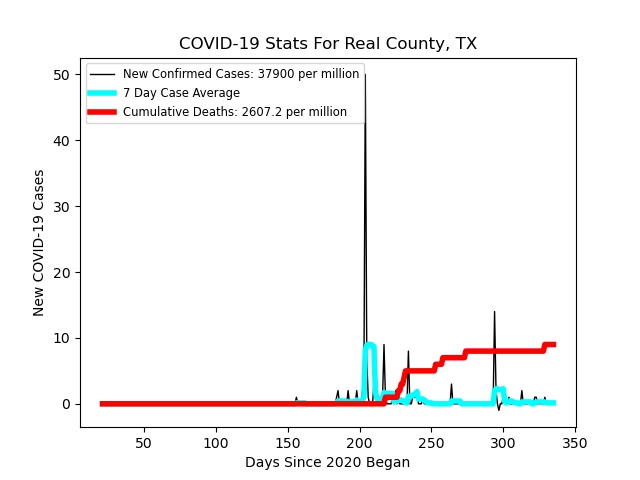 COVID-19 Stats For Real County, TX
New Confirmed Cases: 37900 per million
7 Day Case Average
Cumulative Deaths: 2607.2 per million
New COVID-19 Cases
50
40
30
20
10
0
50 100 150 200 250 300 350
Days Since 2020 Began